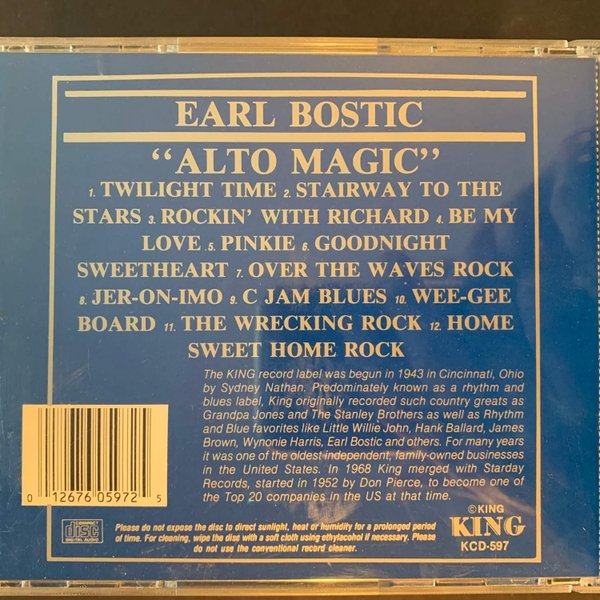 EARL BOSTIC
“ALTO MAGIC”
1. TWILIGHT TIME 2. STAIRWAY TO THE
STARS 3. ROCKIN’ WITH RICHARD 4. BE MY
LOVE 5. PINKIE 6. GOODNIGHT
SWEETHEART 7. OVER THE WAVES ROCK
8. JER-ON-IMO 9. C JAM BLUES 10. WEE-GEE
BOARD 11. THE WRECKING ROCK 12. HOME
SWEET HOME ROCK
The KING record label was begun in 1943 in Cincinnati, Ohio
by Sydney Nathan. Predominately known as a rhythm and
blues label, King originally recorded such country greats as
Grandpa Jones and The Stanley Brothers as well as Rhythm
and Blue favorites like Little Willie John, Hank Ballard, James
Brown, Wynonie Harris, Earl Bostic and others. For many years
it was one of the oldest-independent, family-owned businesses
in the United States. In 1968 King merged with Starday
Records, started in 1952 by Don Pierce, to become one of
the Top 20 companies in the US at that time.
0 12676 05972 5
COMPACT
disc
DIGITAL AUDIO
Please do not expose the disc to direct sunlight, heat or humidity for a prolonged period
of time. For cleaning, wipe the disc with a soft cloth using ethylacohol if necessary. Please
do not use the conventional record cleaner.
©KING
KING
KCD-597